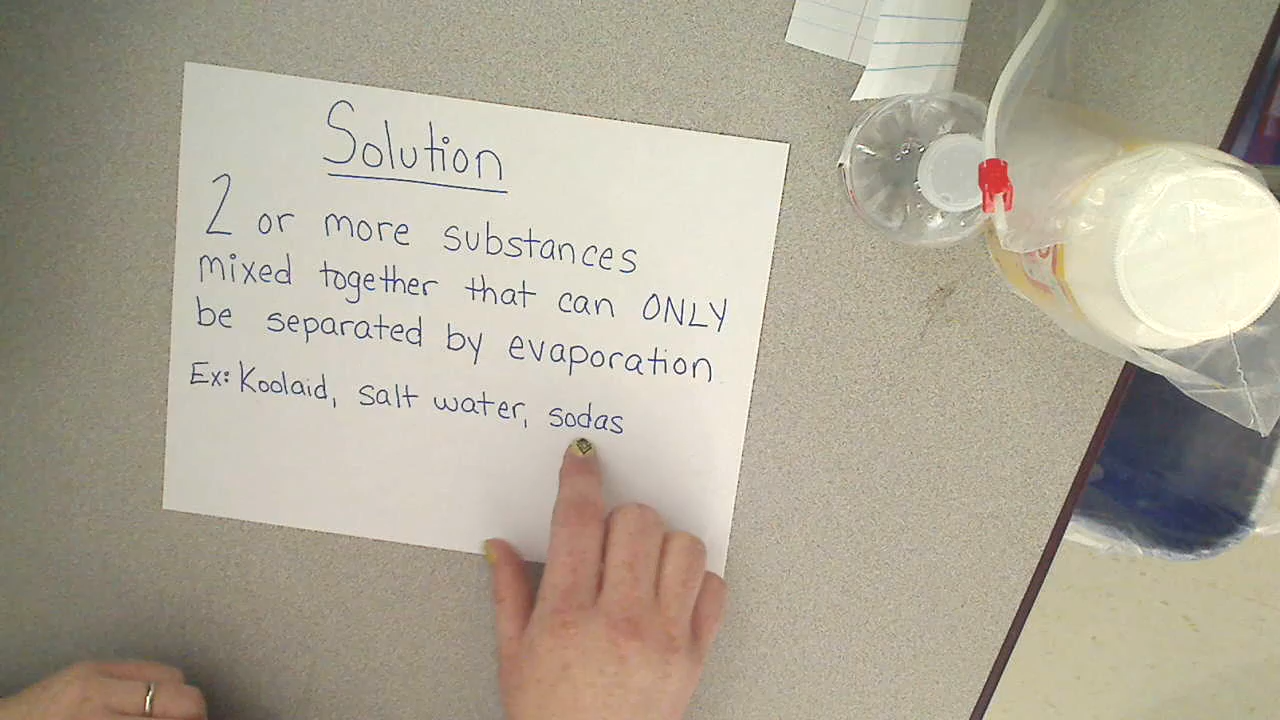 Solution
2 or more substances
mixed together that can ONLY
be separated by evaporation
Ex: Koolaid, salt water, sodas